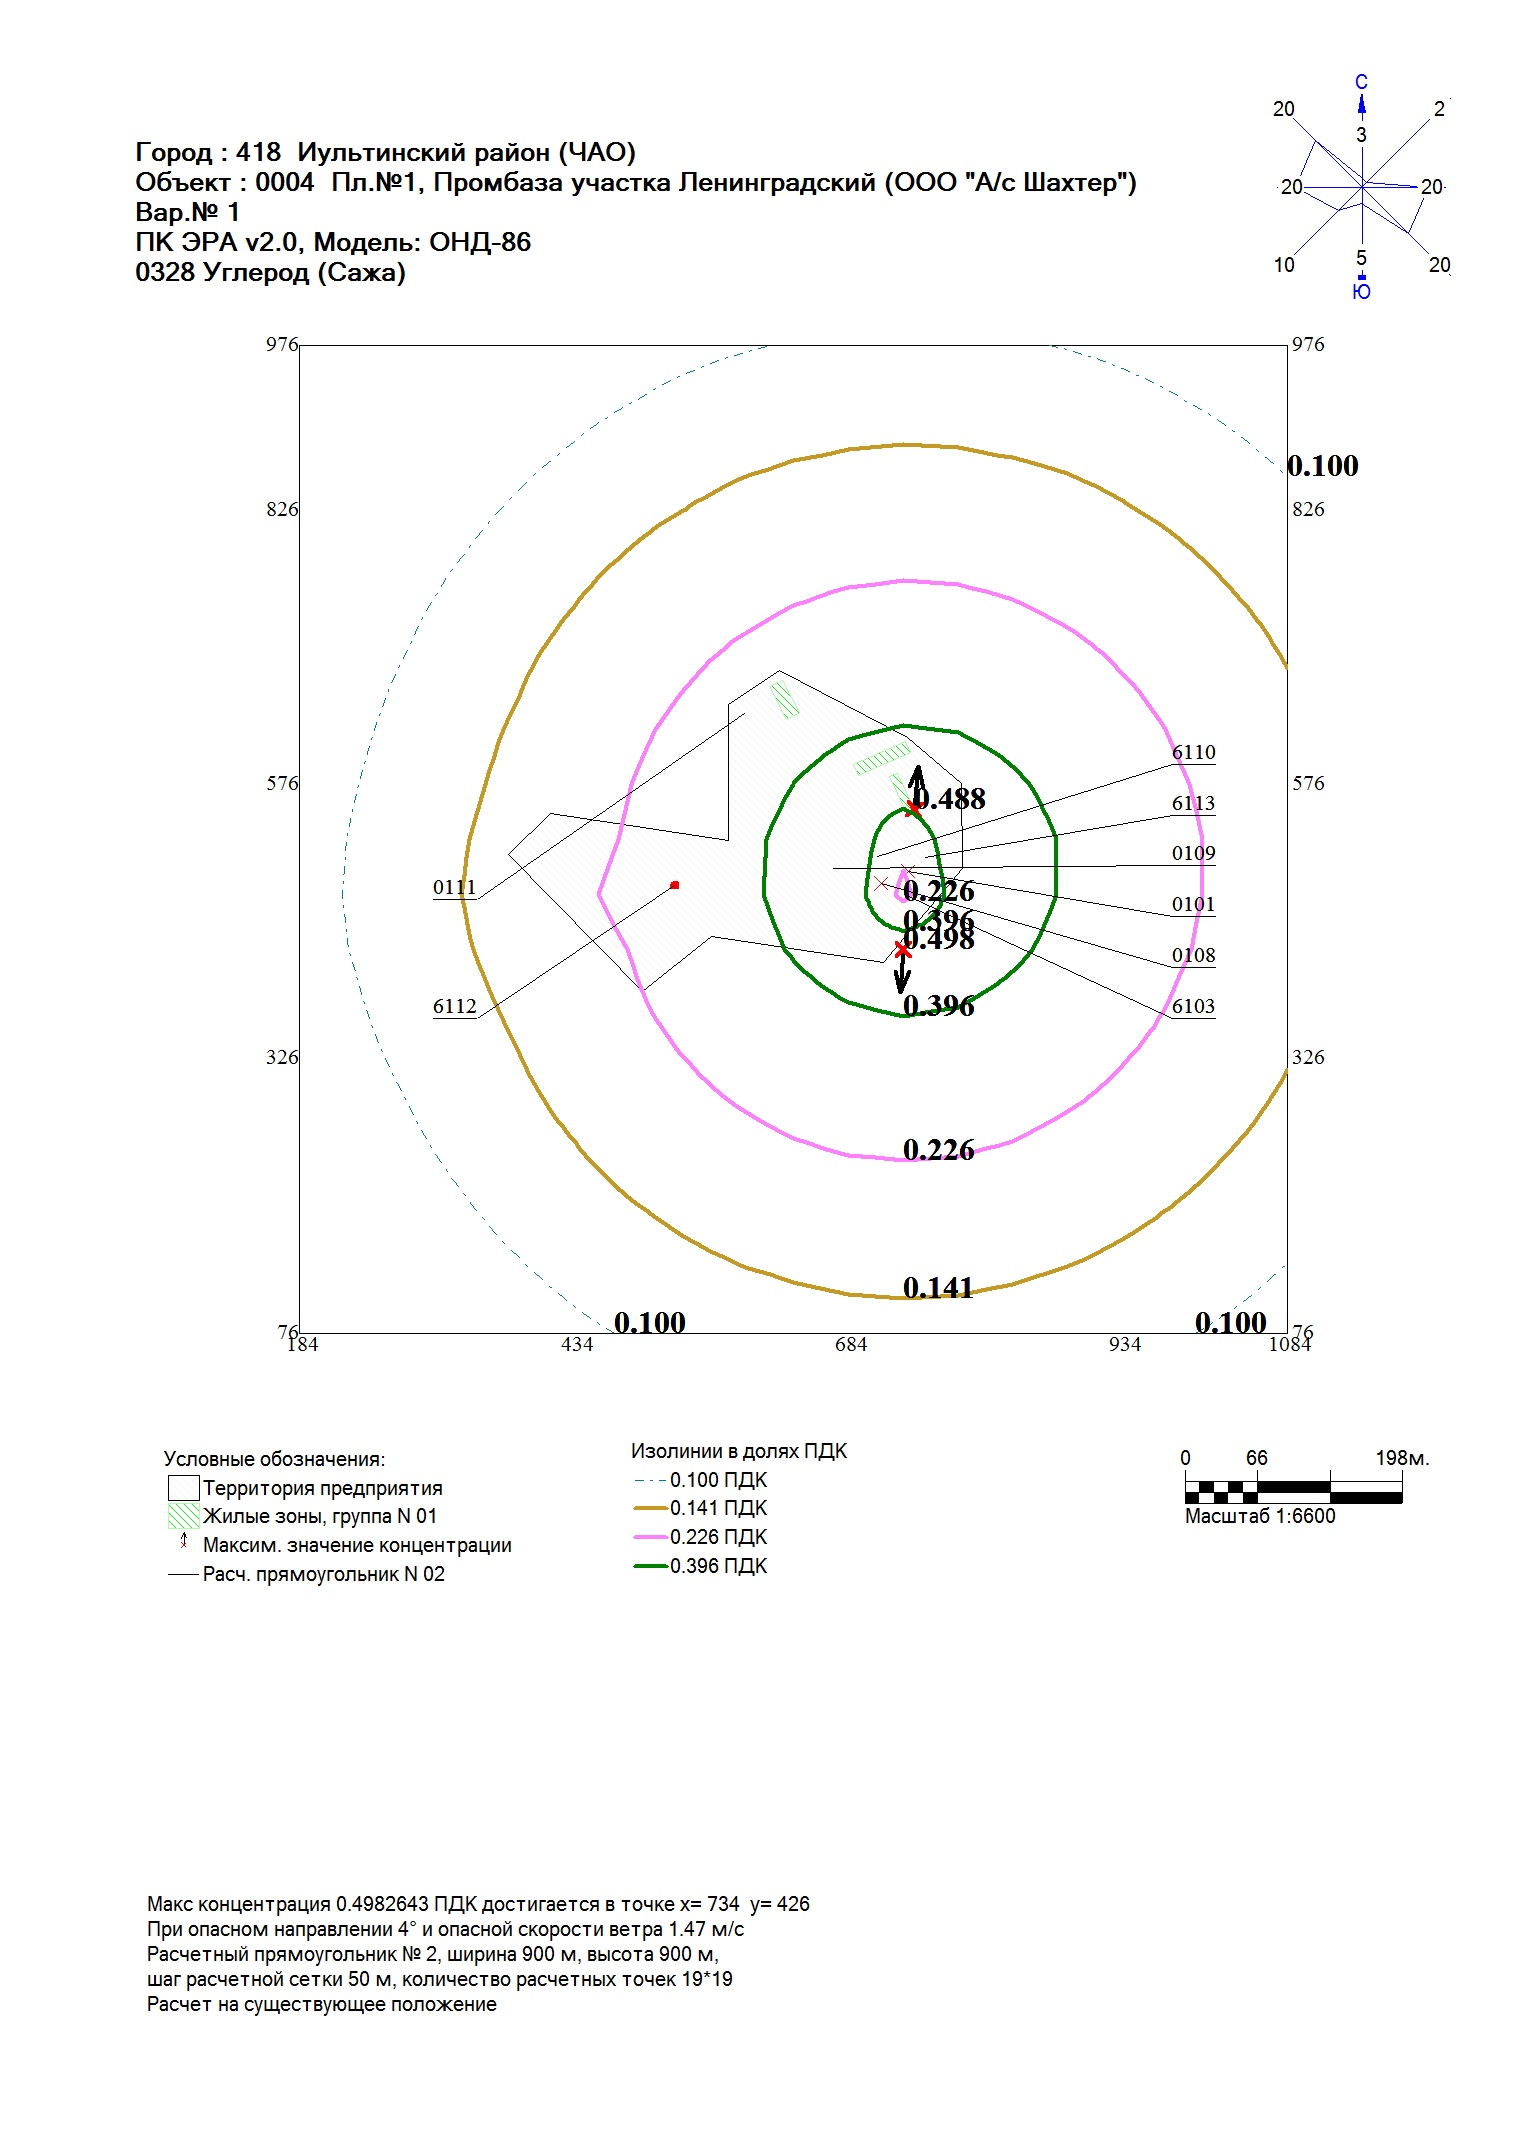 Город : 418 Иультинский район (ЧАО)
Объект : 0004 Пл.№1, Промбаза участка Ленинградский (ООО "А/с Шахтер")
Вар.№ 1
ПК ЭРА v2.0, Модель: ОНД-86
0328 Углерод (Сажа)
С
20
3
2
20
20
10
5
20
Ю
976
976
0.100
826
826
6110
576
576
0.488
6113
0109
0111
0.226
0101
0.396
0.498
0108
6112
0.396
6103
326
326
0.226
0.141
0.100
0.100
76
76
184
434
684
934
1084
Условные обозначения:
Территория предприятия
Жилые зоны, группа N 01
Максим. значение концентрации
Расч. прямоугольник N 02
Изолинии в долях ПДК
0.100 ПДК
0.141 ПДК
0.226 ПДК
0.396 ПДК
0 66 198м.
Масштаб 1:6600
Макс концентрация 0.4982643 ПДК достигается в точке x= 734 y= 426
При опасном направлении 4° и опасной скорости ветра 1.47 м/с
Расчетный прямоугольник № 2, ширина 900 м, высота 900 м,
шаг расчетной сетки 50 м, количество расчетных точек 19*19
Расчет на существующее положение